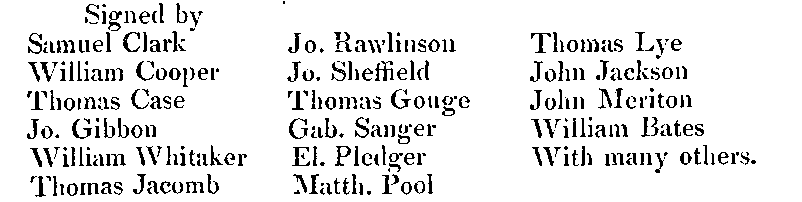 Signed by
Samuel Clark
William Cooper
Thomas Case
Jo. Gibbon
William Whitaker
Thomas Jacomb
Jo. Rawlinson
Jo. Sheffield
Thomas Gouge
Gab. Sanger
El. Pledger
Matth. Pool
Thomas Lye
John Jackson
John Meriton
William Bates
With many others.